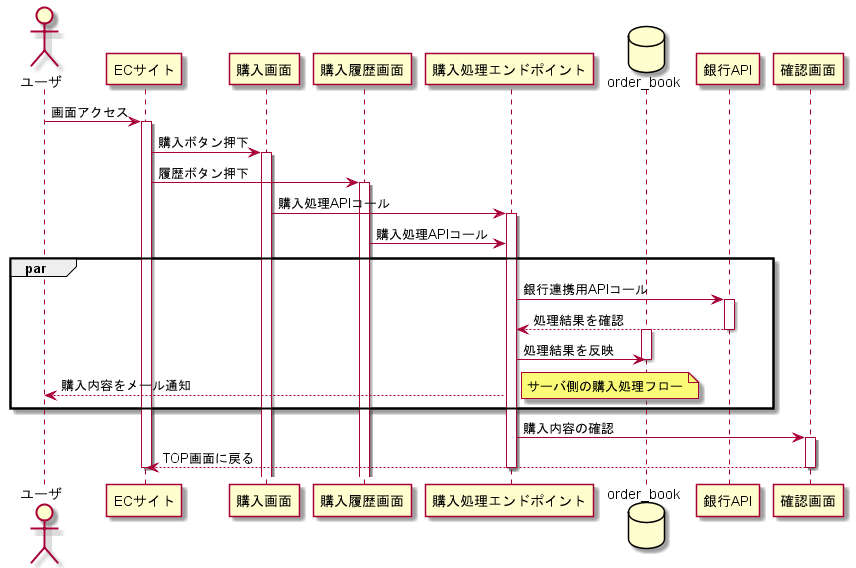 ユーザ
ECサイト
購入画面
購入履歴画面
購入処理エンドポイント
order_book
銀行API
確認画面
画面アクセス
購入ボタン押下
履歴ボタン押下
購入処理APIコール
購入処理APIコール
par
銀行連携用APIコール
処理結果を確認
処理結果を反映
購入内容をメール通知
サーバ側の購入処理フロー
購入内容の確認
TOP画面に戻る
ユーザ
ECサイト
購入画面
購入履歴画面
購入処理エンドポイント
order_book
銀行API
確認画面